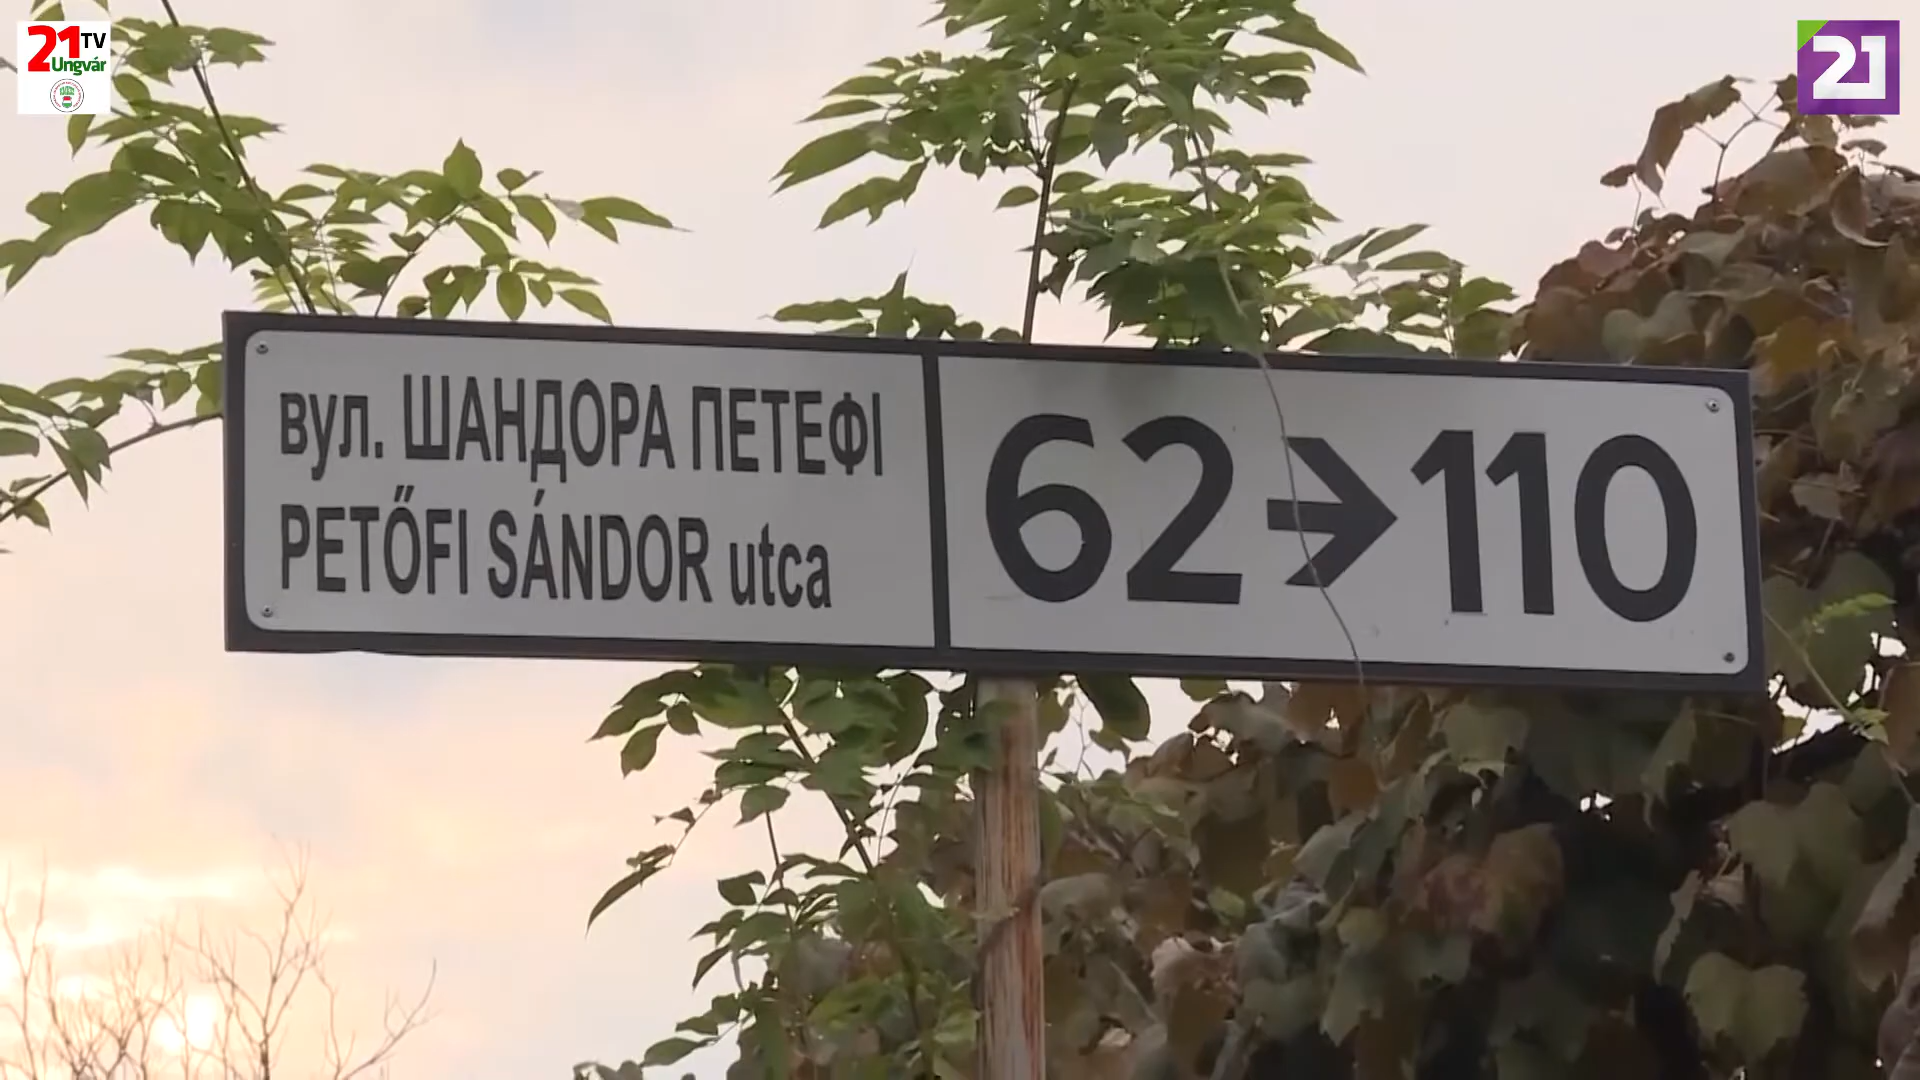 21 TV
Ungvár
21
вул. ШАНДОРА ПЕТЕФІ
PETŐFI SÁNDOR utca
62→110